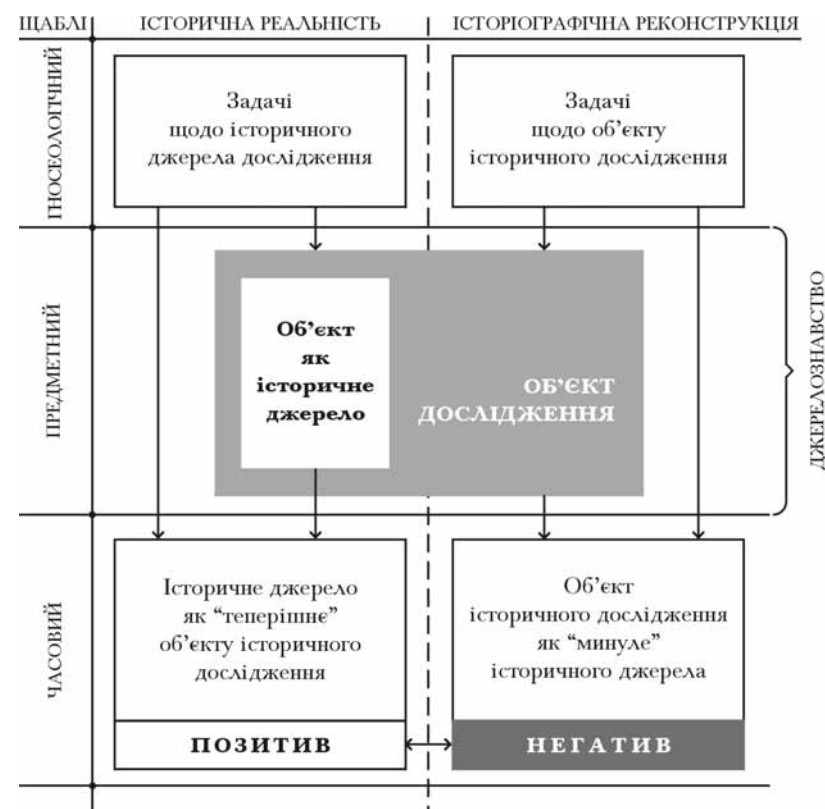 ЩАБЛІ
ІСТОРИЧНА РЕАЛЬНІСТЬ
ІСТОРІОГРАФІЧНА РЕКОНСТРУКЦІЯ
ГНОСЕОЛОГІЧНИЙ
Задачі
щодо історичного
джерела дослідження
Задачі
щодо об’єкту
історичного дослідження
ПРЕДМЕТНИЙ
Об’єкт
як
історичне
джерело
ОБ’ЄКТ
ДОСЛІДЖЕННЯ
ДЖЕРЕЛОЗНАВСТВО
ЧАСОВИЙ
Історичне джерело
як “теперішнє”
об’єкту історичного
дослідження
ПОЗИТИВ
Об’єкт
історичного дослідження
як “минуле”
історичного джерела
НЕГАТИВ